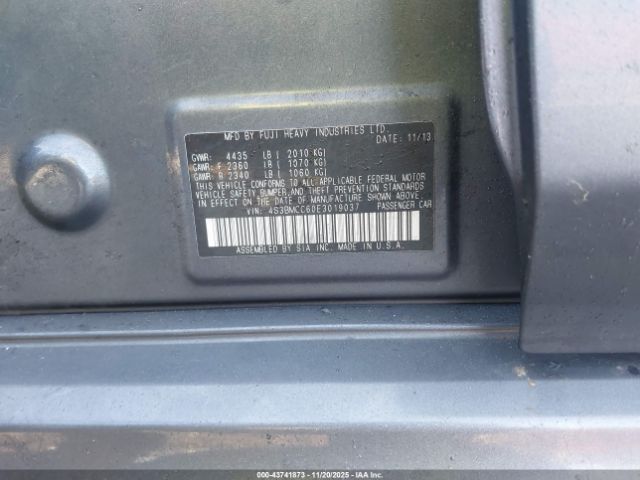 MFD BY FUJI HEAVY INDUSTRIES LTD.
DATE: 11/13
GVWR: 4435 LB ( 2010 KG)
GAWR: F 2360 LB ( 1070 KG)
GAWR: R 2340 LB ( 1060 KG)
THIS VEHICLE CONFORMS TO ALL APPLICABLE FEDERAL MOTOR
VEHICLE SAFETY, BUMPER AND THEFT PREVENTION STANDARDS
IN EFFECT ON THE DATE OF MANUFACTURE SHOWN ABOVE.
VIN: 4S3BMCC60E3019037 PASSENGER CAR
ASSEMBLED BY SIA INC. MADE IN U.S.A.
000-43741873 - 11/20/2025 - IAAI.COM